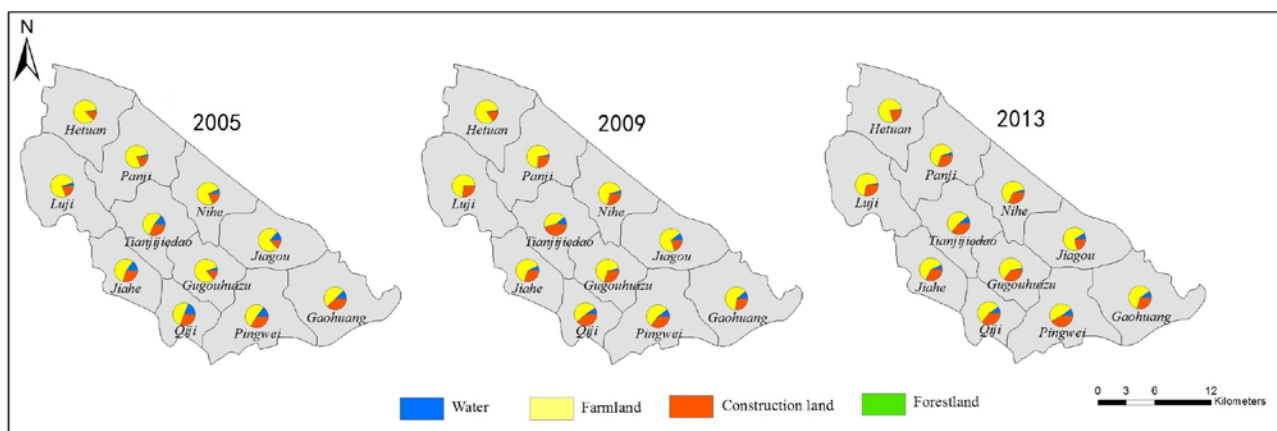 N
2005
Hetuan
Panji
Luji
Nihe
Tianjijiedao
Jiagou
Jiahe
Gugouhuizu
Gaohuang
Qiji
Pingwei
2009
Hetuan
Panji
Luji
Nihe
Tianjijiedao
Jiagou
Jiahe
Gugouhuizu
Gaohuang
Qiji
Pingwei
2013
Hetuan
Panji
Luji
Nihe
Tianjijiedao
Jiagou
Jiahe
Gugouhuizu
Gaohuang
Qiji
Pingwei
Water
Farmland
Construction land
Forestland
0 3 6 12
Kilometers